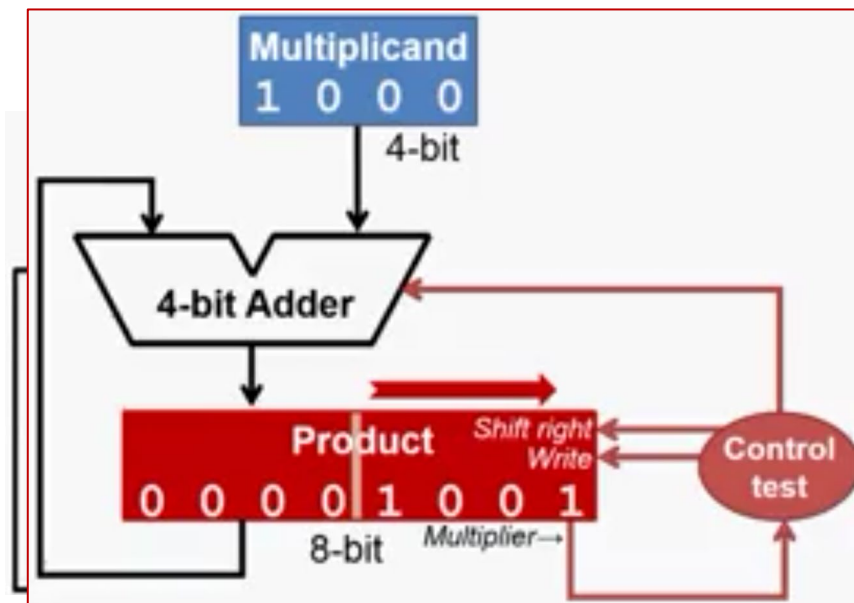 Multiplicand
1 0 0 0
4-bit
4-bit Adder
Product
Shift right
Write
0 0 0 0 1 0 0 1
8-bit
Multiplier→
Control
test